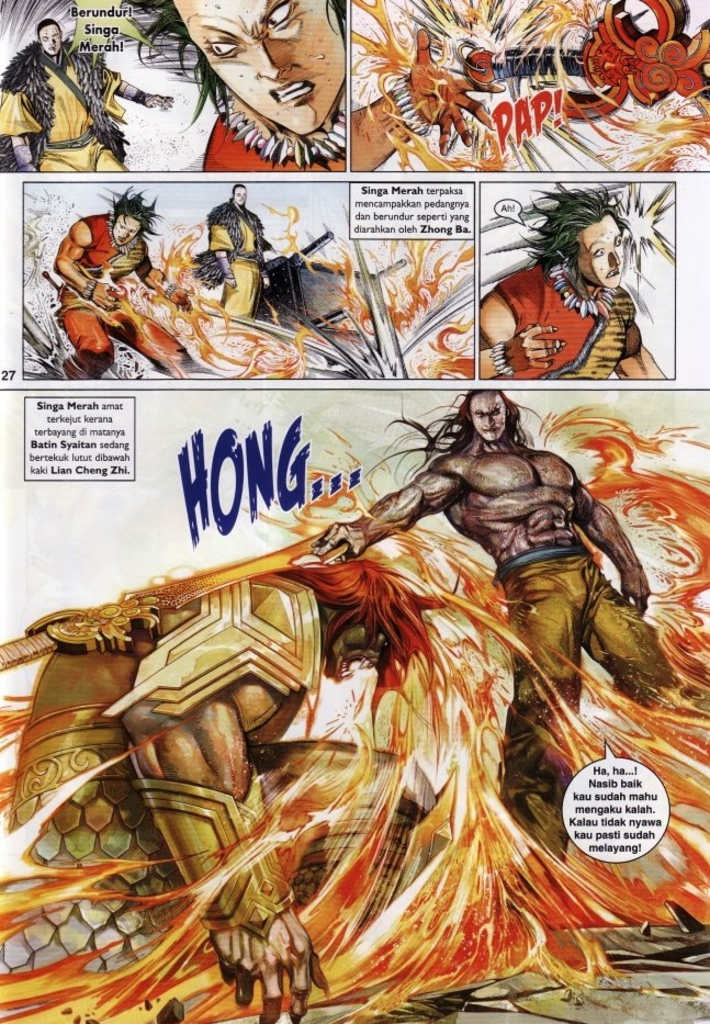 Berundur!
Singa
Merah!
PAP!
Singa Merah terpaksa
mencampakkan pedangnya
dan berundur seperti yang
diarahkan oleh Zhong Ba.
Ah!
27
Singa Merah amat
terkejut kerana
terbayang di matanya
Batin Syaitan sedang
bertekuk lutut dibawah
kaki Lian Cheng Zhi.
HONG...
Ha, ha...!
Nasib baik
kau sudah mahu
mengaku kalah.
Kalau tidak nyawa
kau pasti sudah
melayang!